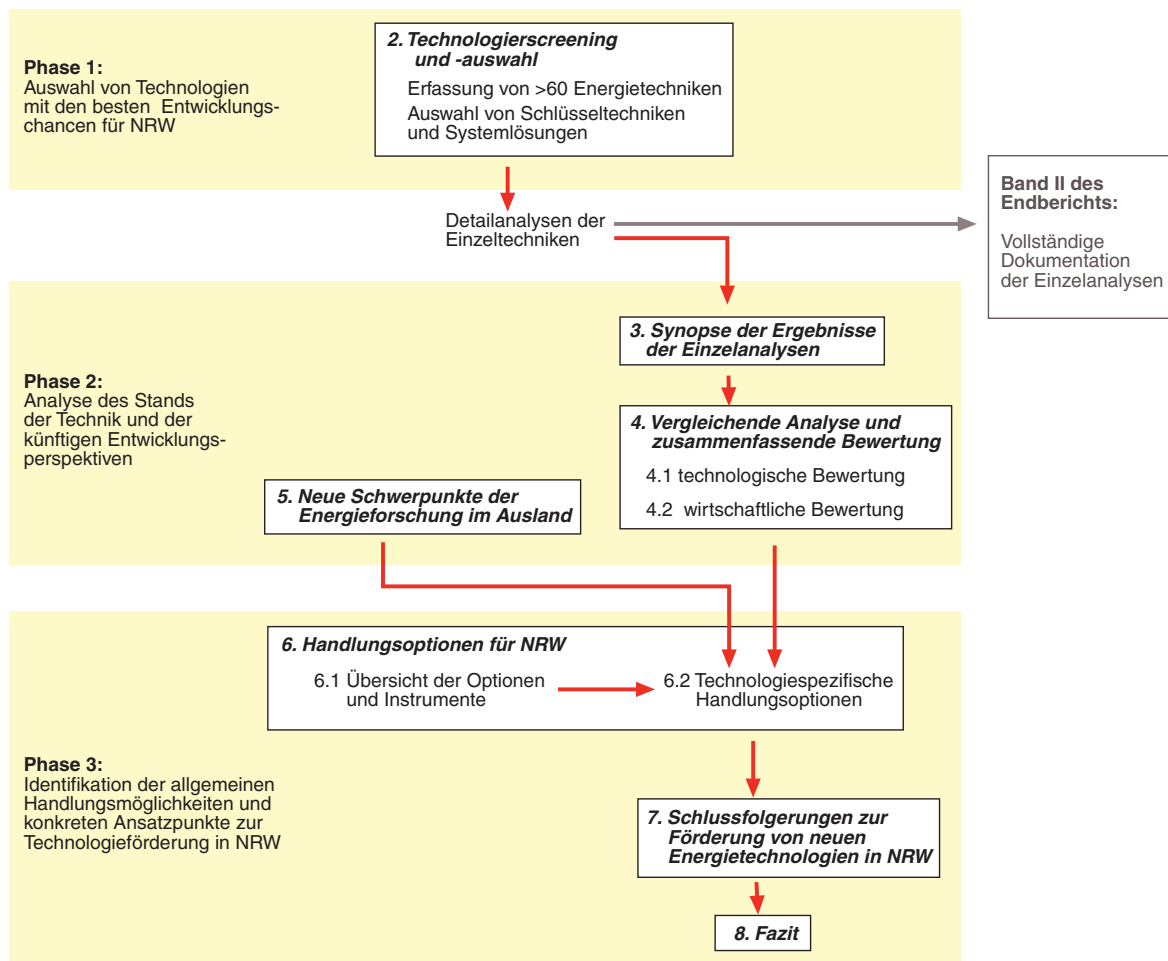 Phase 1:
Auswahl von Technologien
mit den besten Entwicklungs-
chancen für NRW
2. Technologierscreening
und -auswahl
Erfassung von >60 Energietechniken
Auswahl von Schlüsseltechniken
und Systemlösungen
Detailanalysen der
Einzeltechniken
Band II des
Endberichts:
Vollständige
Dokumentation
der Einzelanalysen
Phase 2:
Analyse des Stands
der Technik und der
künftigen Entwicklungs-
perspektiven
3. Synopse der Ergebnisse
der Einzelanalysen
4. Vergleichende Analyse und
zusammenfassende Bewertung
4.1 technologische Bewertung
4.2 wirtschaftliche Bewertung
5. Neue Schwerpunkte der
Energieforschung im Ausland
Phase 3:
Identifikation der allgemeinen
Handlungsmöglichkeiten und
konkreten Ansatzpunkte zur
Technologieförderung in NRW
6. Handlungsoptionen für NRW
6.1 Übersicht der Optionen
und Instrumente
6.2 Technologiespezifische
Handlungsoptionen
7. Schlussfolgerungen zur
Förderung von neuen
Energietechnologien in NRW
8. Fazit